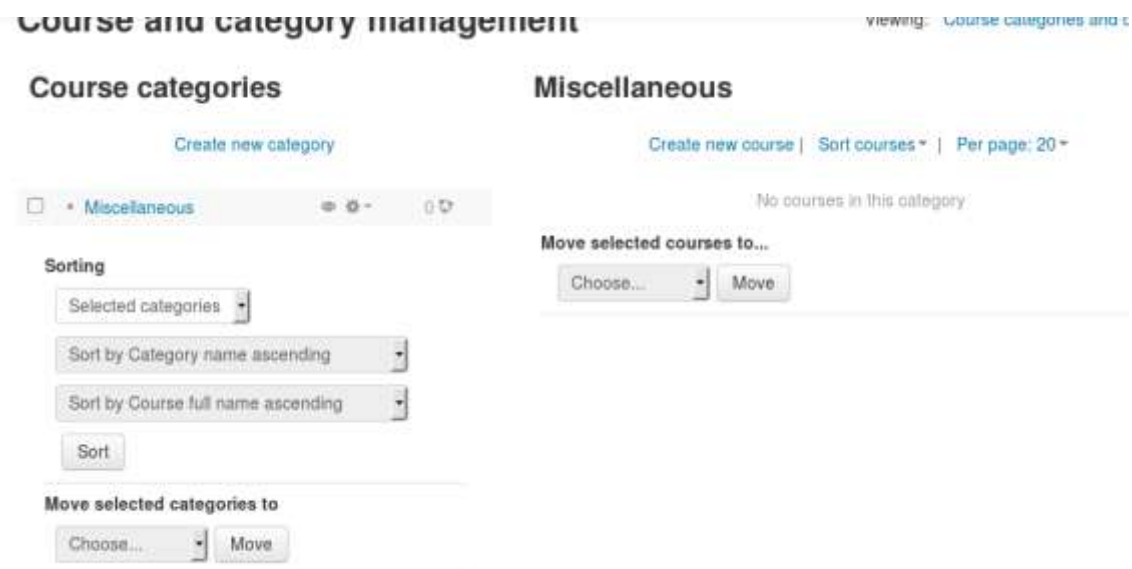 Course and category management
Viewing: Course categories and
Course categories
Create new category
Miscellaneous
0
Sorting
Selected categories
Sort by Category name ascending
Sort by Course full name ascending
Sort
Move selected categories to
Choose... Move
Miscellaneous
Create new course | Sort courses | Per page: 20
No courses in this category
Move selected courses to...
Choose... Move